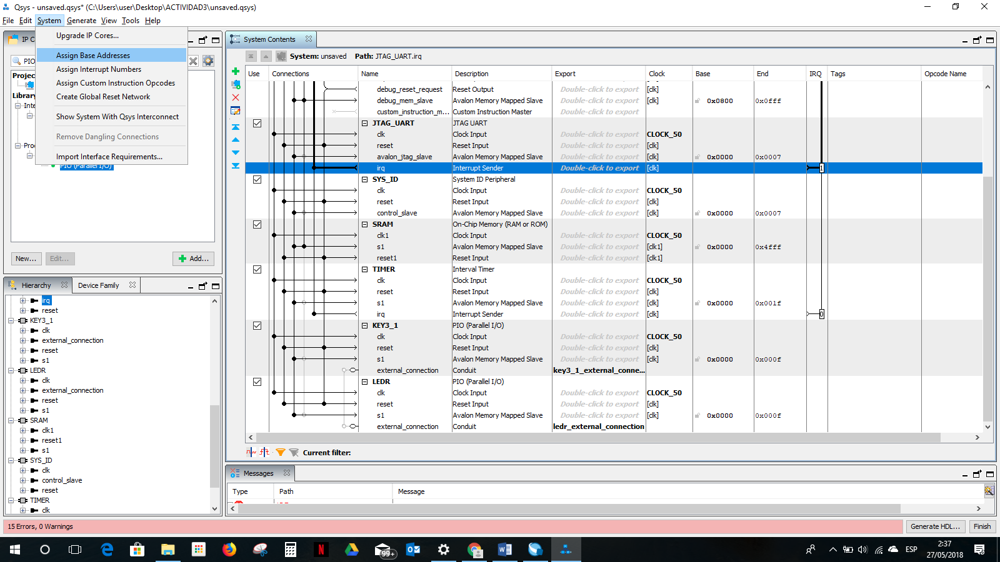 Qsys - unsaved.qsys* (C:\Users\user\Desktop\ACTIVIDAD3\unsaved.qsys)
File Edit System Generate View Tools Help
Upgrade IP Cores...
Assign Base Addresses
Assign Interrupt Numbers
Assign Custom Instruction Opcodes
Create Global Reset Network
Show System With Qsys Interconnect
Remove Dangling Connections
Import Interface Requirements...
IP C
PIO
Projec
Library
Inte
Proc
PIO (Parallel I/O)
New... Edit... Add...
Hierarchy Device Family
irq
reset
KEY3_1
clk
external_connection
reset
s1
LEDR
clk
external_connection
reset
s1
SRAM
clk1
reset1
s1
SYS_ID
clk
control_slave
reset
TIMER
clk
System Contents
System: unsaved Path: JTAG_UART.irq
Use Connections Name Description Export Clock Base End IRQ Tags Opcode Name
debug_reset_request Reset Output Double-click to export [clk]
debug_mem_slave Avalon Memory Mapped Slave Double-click to export [clk] 0x0800 0x0fff
custom_instruction_m... Custom Instruction Master Double-click to export
JTAG_UART JTAG UART
clk Clock Input Double-click to export CLOCK_50
reset Reset Input Double-click to export [clk]
avalon_jtag_slave Avalon Memory Mapped Slave Double-click to export [clk] 0x0000 0x0007
irq Interrupt Sender Double-click to export [clk] 1
SYS_ID System ID Peripheral
clk Clock Input Double-click to export CLOCK_50
reset Reset Input Double-click to export [clk]
control_slave Avalon Memory Mapped Slave Double-click to export [clk] 0x0000 0x0007
SRAM On-Chip Memory (RAM or ROM)
clk1 Clock Input Double-click to export CLOCK_50
s1 Avalon Memory Mapped Slave Double-click to export [clk1] 0x0000 0x4fff
reset1 Reset Input Double-click to export [clk1]
TIMER Interval Timer
clk Clock Input Double-click to export CLOCK_50
reset Reset Input Double-click to export [clk]
s1 Avalon Memory Mapped Slave Double-click to export [clk] 0x0000 0x001f
irq Interrupt Sender Double-click to export [clk] 0
KEY3_1 PIO (Parallel I/O)
clk Clock Input Double-click to export CLOCK_50
reset Reset Input Double-click to export [clk]
s1 Avalon Memory Mapped Slave Double-click to export [clk] 0x0000 0x000f
external_connection Conduit key3_1_external_conne...
LEDR PIO (Parallel I/O)
clk Clock Input Double-click to export CLOCK_50
reset Reset Input Double-click to export [clk]
s1 Avalon Memory Mapped Slave Double-click to export [clk] 0x0000 0x000f
external_connection Conduit ledr_external_connection
Current filter:
Messages
Type Path Message
15 Errors, 0 Warnings
Generate HDL... Finish
99+
ESP
2:37
27/05/2018